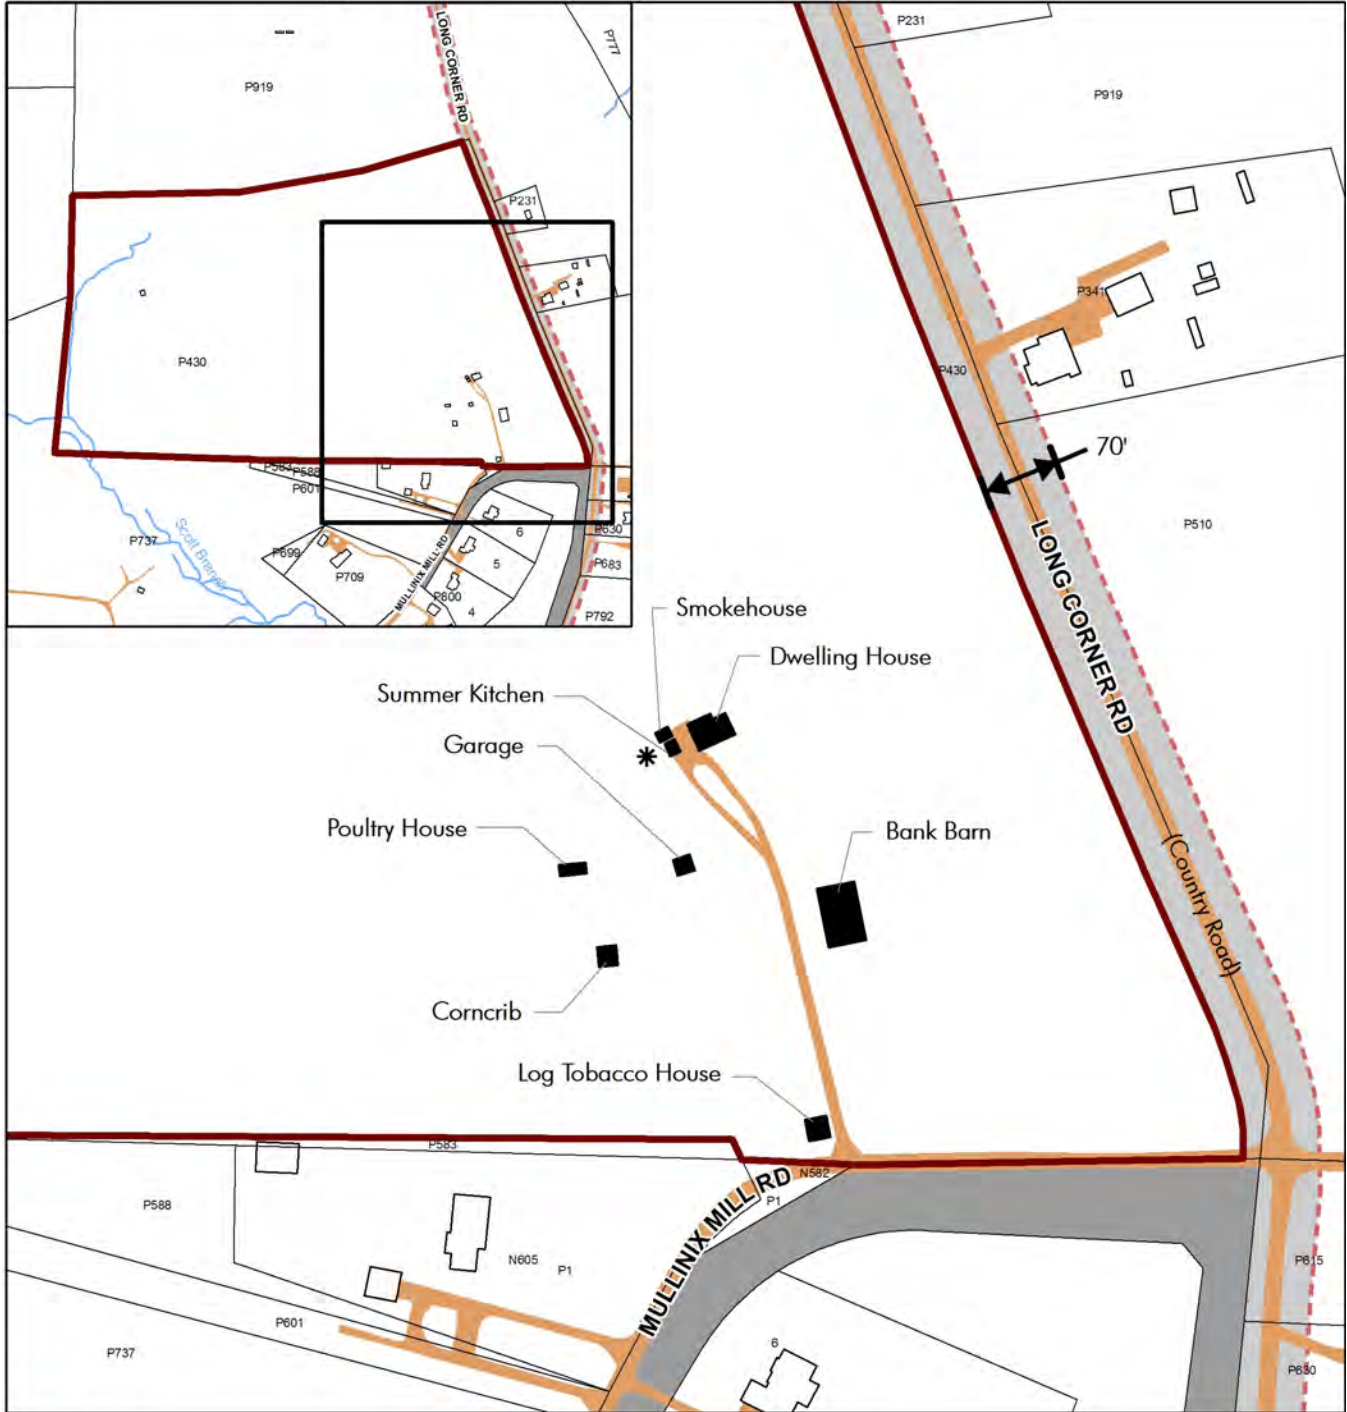 LONG CORNER RD
P777
P919
P231
P430
P583
P588
P601
Scott Branch
P737
P699
P709
MULLINIX MILL RD
P800
4
5
6
P630
P683
P792
P231
P919
P341
P430
70'
P510
LONG CORNER RD
(Country Road)
Smokehouse
Dwelling House
Summer Kitchen
Garage
Poultry House
Bank Barn
Corncrib
Log Tobacco House
P583
N582
P1
MULLINIX MILL RD
P588
N605
P1
P601
P737
6
P615
P630